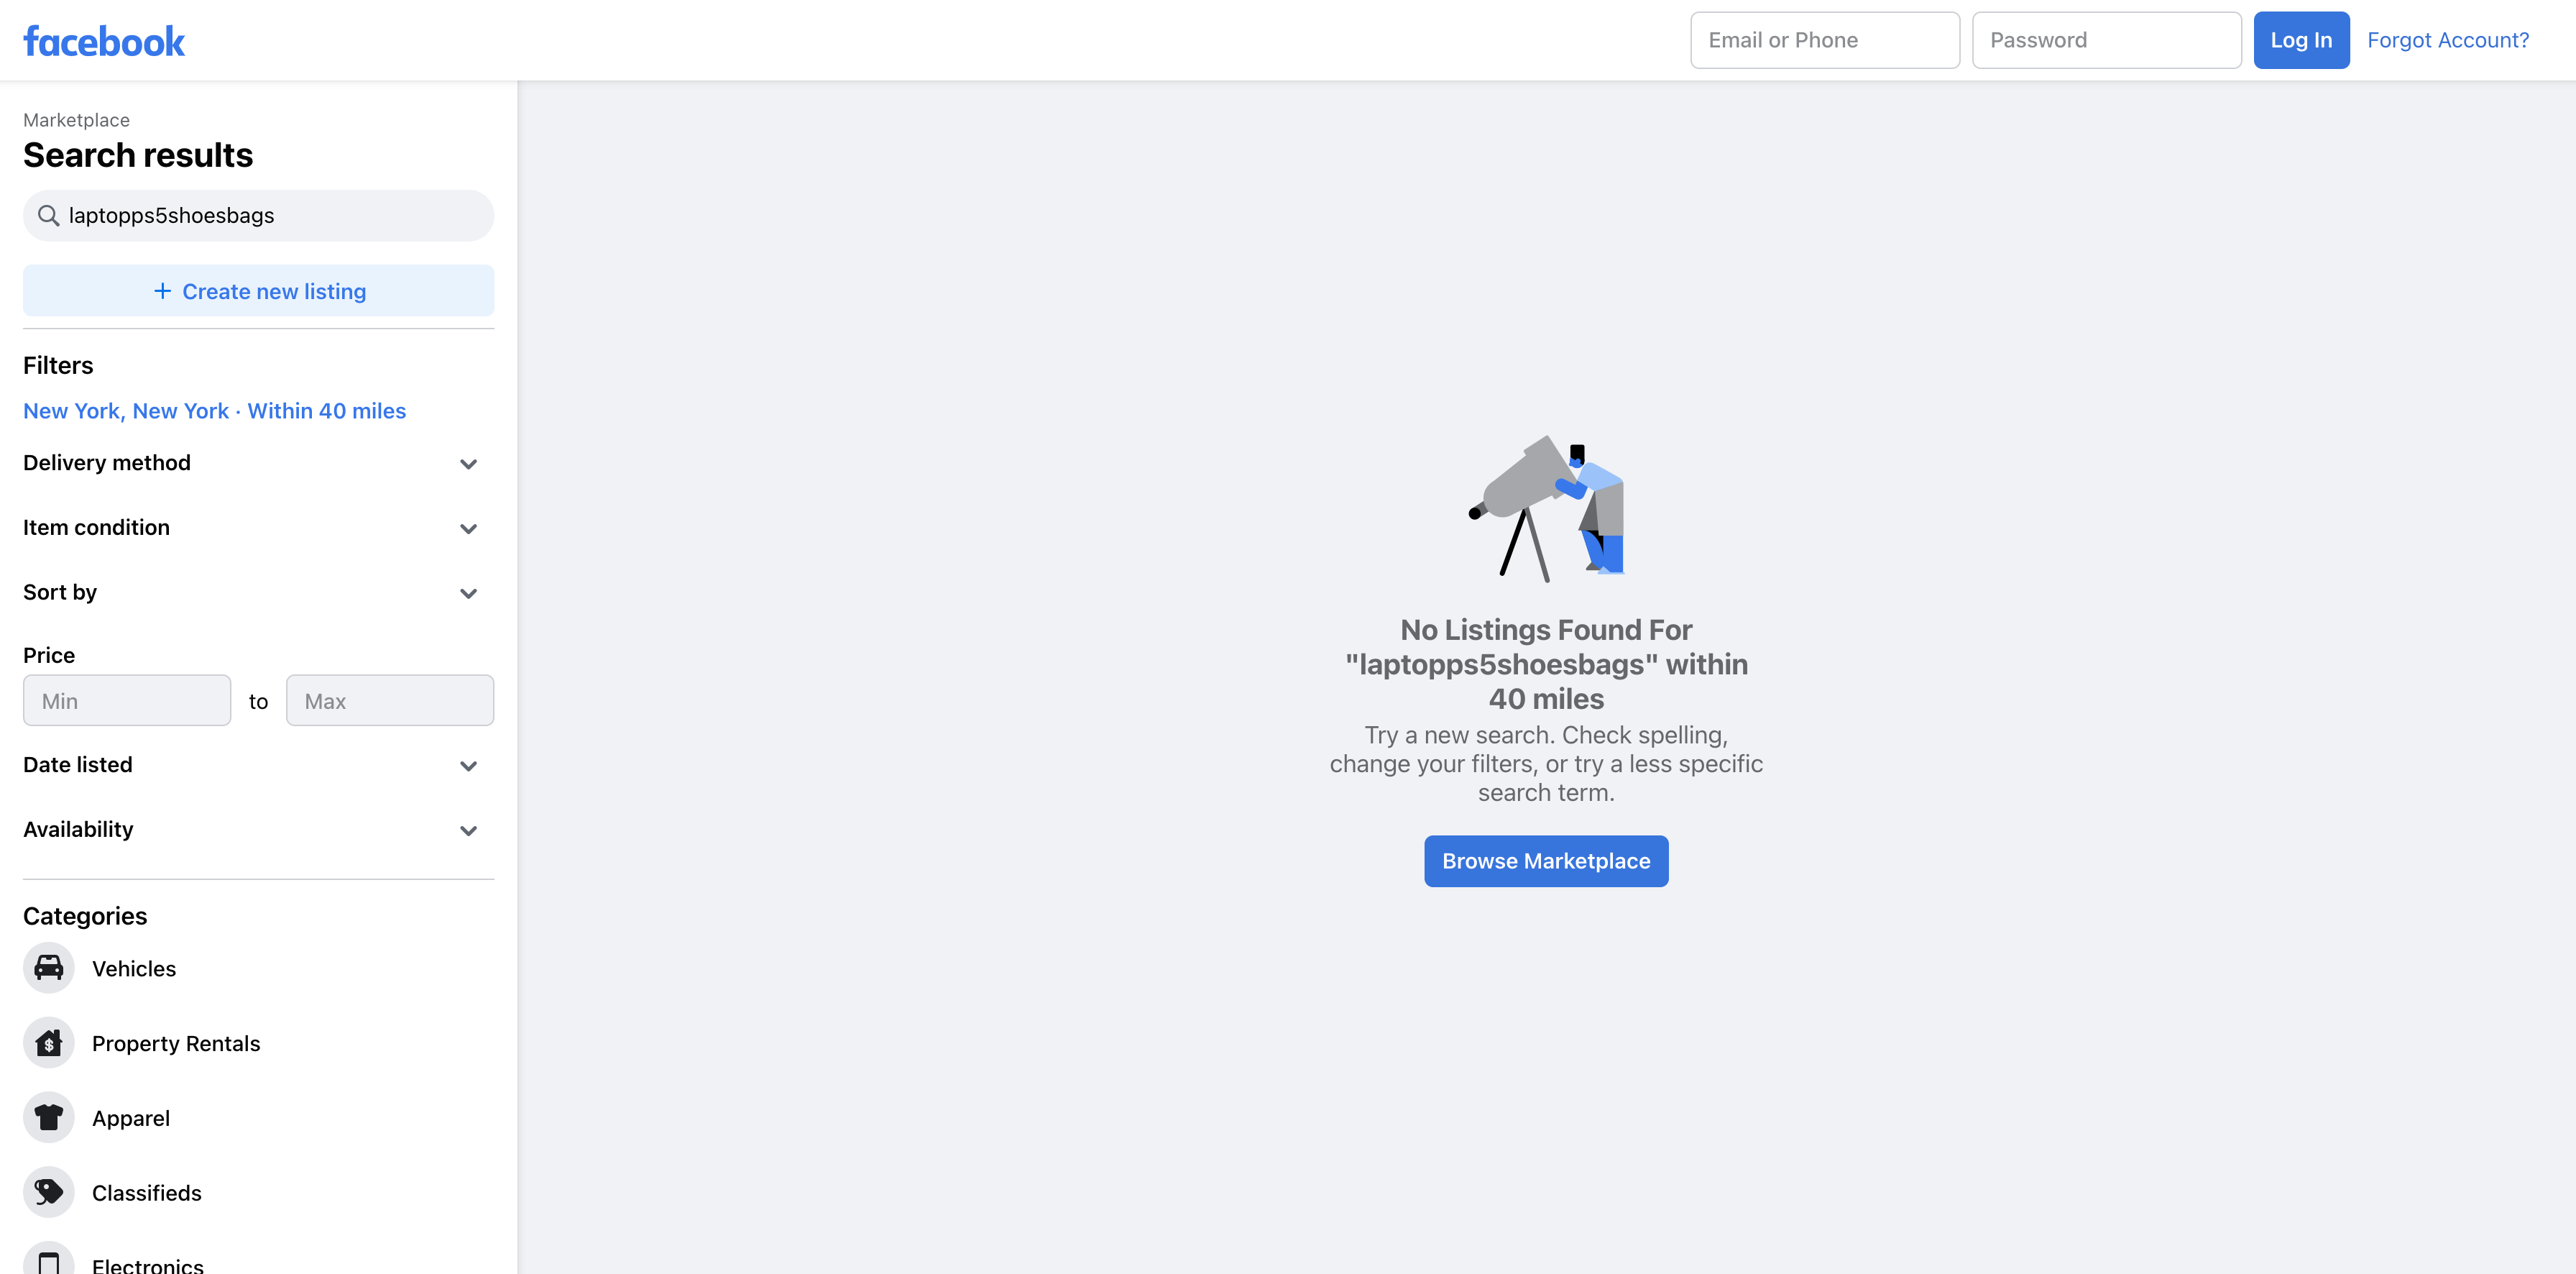 facebook
Email or Phone
Password
Log In
Forgot Account?
Marketplace
Search results
laptopps5shoesbags
+ Create new listing
Filters
New York, New York · Within 40 miles
Delivery method
Item condition
Sort by
Price
Min
to
Max
Date listed
Availability
Categories
Vehicles
$
Property Rentals
Apparel
Classifieds
Electronics
No Listings Found For
"laptopps5shoesbags" within
40 miles
Try a new search. Check spelling,
change your filters, or try a less specific
search term.
Browse Marketplace